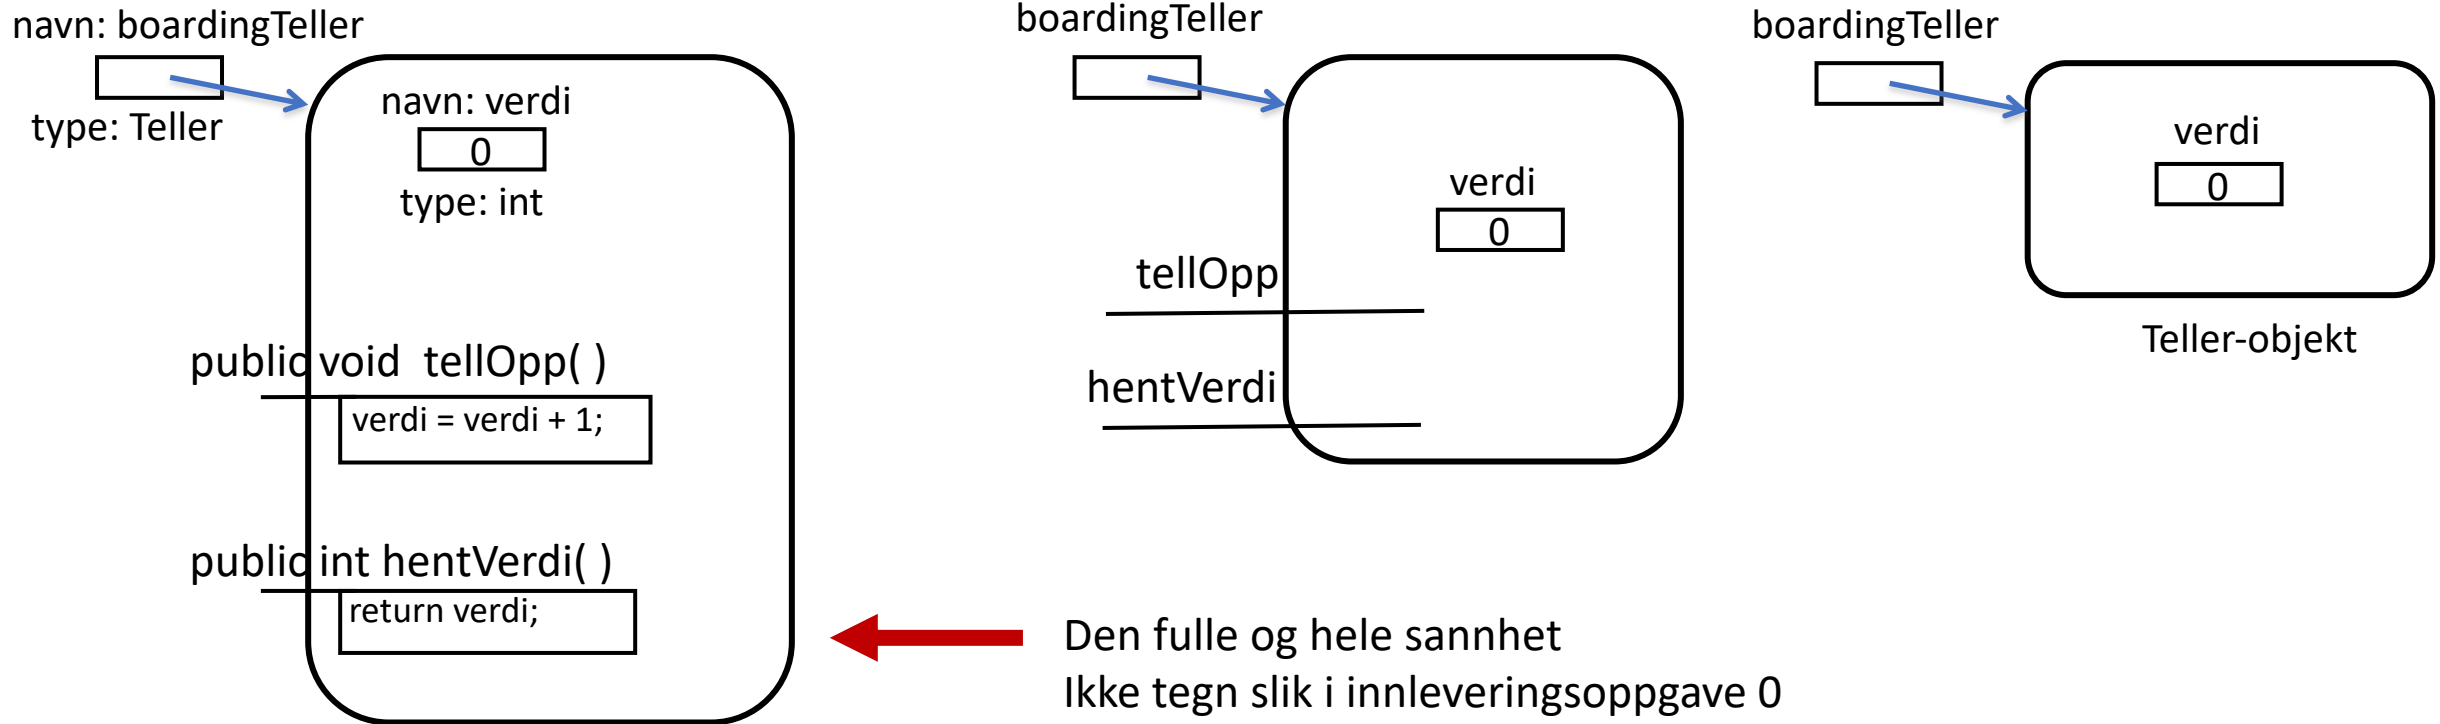 navn: boardingTeller
type: Teller
navn: verdi
0
type: int
public void tellOpp( )
verdi = verdi + 1;
public int hentVerdi( )
return verdi;
boardingTeller
verdi
0
tellOpp
hentVerdi
boardingTeller
verdi
0
Teller-objekt
Den fulle og hele sannhet
Ikke tegn slik i innleveringsoppgave 0